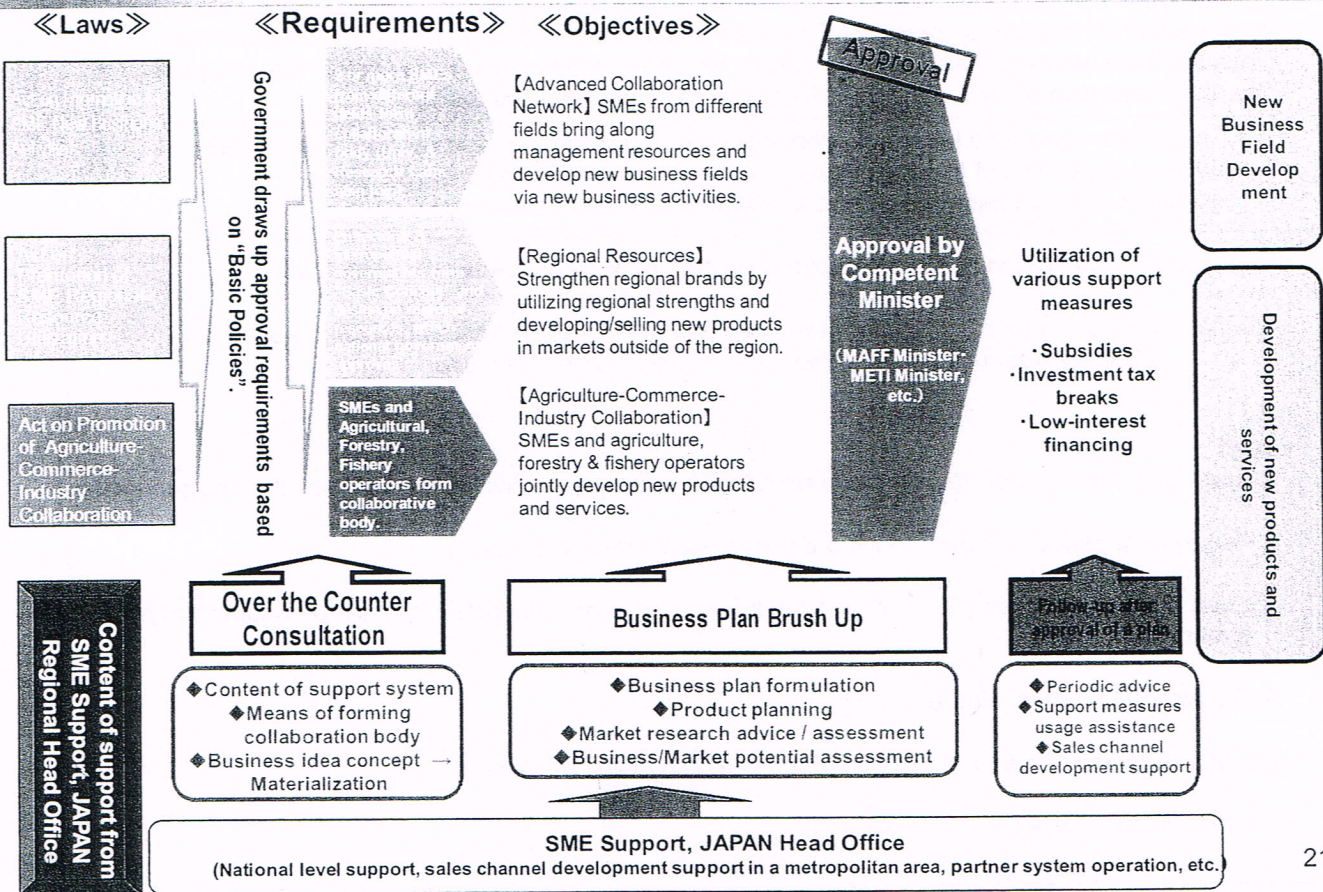 ≪Laws≫
≪Requirements≫
≪Objectives≫
Government draws up approval requirements based
on "Basic Policies".
Act on Promotion
of Agriculture-
Commerce-
Industry
Collaboration
SMEs and
Agricultural,
Forestry,
Fishery
operators form
collaborative
body.
【Advanced Collaboration
Network】 SMEs from different
fields bring along
management resources and
develop new business fields
via new business activities.
【Regional Resources】
Strengthen regional brands by
utilizing regional strengths and
developing/selling new products
in markets outside of the region.
【Agriculture-Commerce-
Industry Collaboration】
SMEs and agriculture,
forestry & fishery operators
jointly develop new products
and services.
Approval
Approval by
Competent
Minister
(MAFF Minister·
METI Minister,
etc.)
Utilization of
various support
measures
·Subsidies
·Investment tax
breaks
·Low-interest
financing
New
Business
Field
Develop
ment
Development of new products and
services
Content of support from
SME Support, JAPAN
Regional Head Office
Over the Counter
Consultation
◆Content of support system
◆Means of forming
collaboration body
◆Business idea concept →
Materialization
Business Plan Brush Up
◆Business plan formulation
◆Product planning
◆Market research advice / assessment
◆Business/Market potential assessment
Follow-up after
approval of a plan
◆Periodic advice
◆Support measures
usage assistance
◆Sales channel
development support
SME Support, JAPAN Head Office
(National level support, sales channel development support in a metropolitan area, partner system operation, etc.)
21